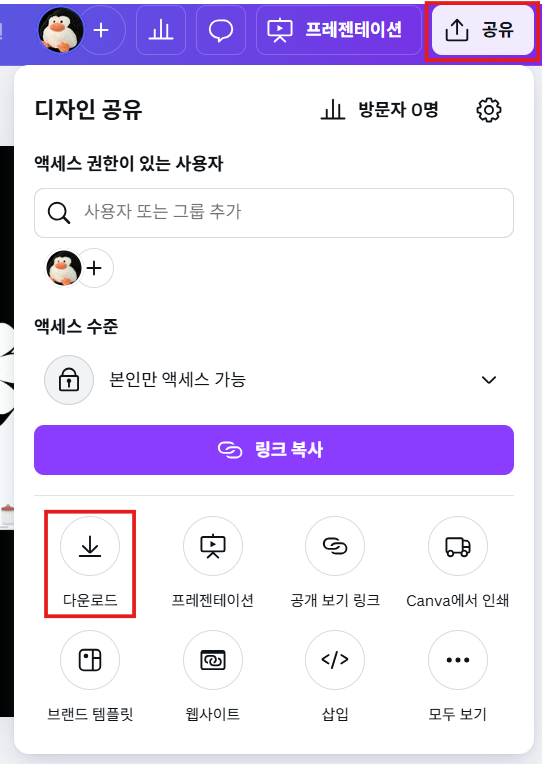 프레젠테이션
공유
디자인 공유
방문자 0명
액세스 권한이 있는 사용자
사용자 또는 그룹 추가
액세스 수준
본인만 액세스 가능
링크 복사
다운로드
프레젠테이션
공개 보기 링크
Canva에서 인쇄
브랜드 템플릿
웹사이트
삽입
모두 보기